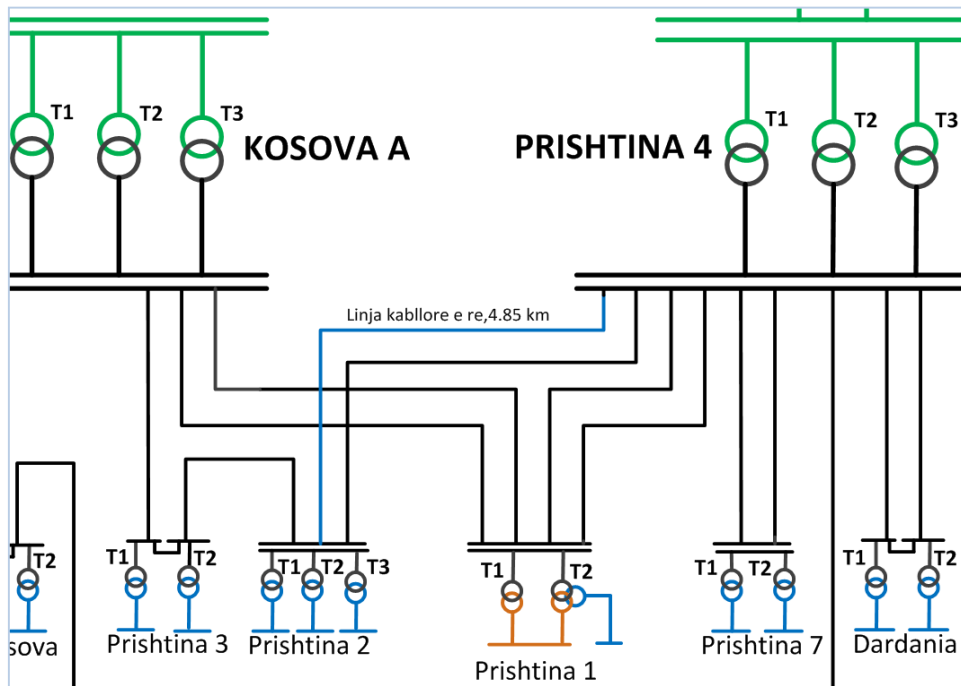 T1
T2
T3
KOSOVA A
PRISHTINA 4
T1
T2
T3
Linja kabllore e re,4.85 km
T2
T1
T2
T1
T2
T3
T1
T2
T1
T2
T1
T2
sova
Prishtina 3
Prishtina 2
Prishtina 1
Prishtina 7
Dardania